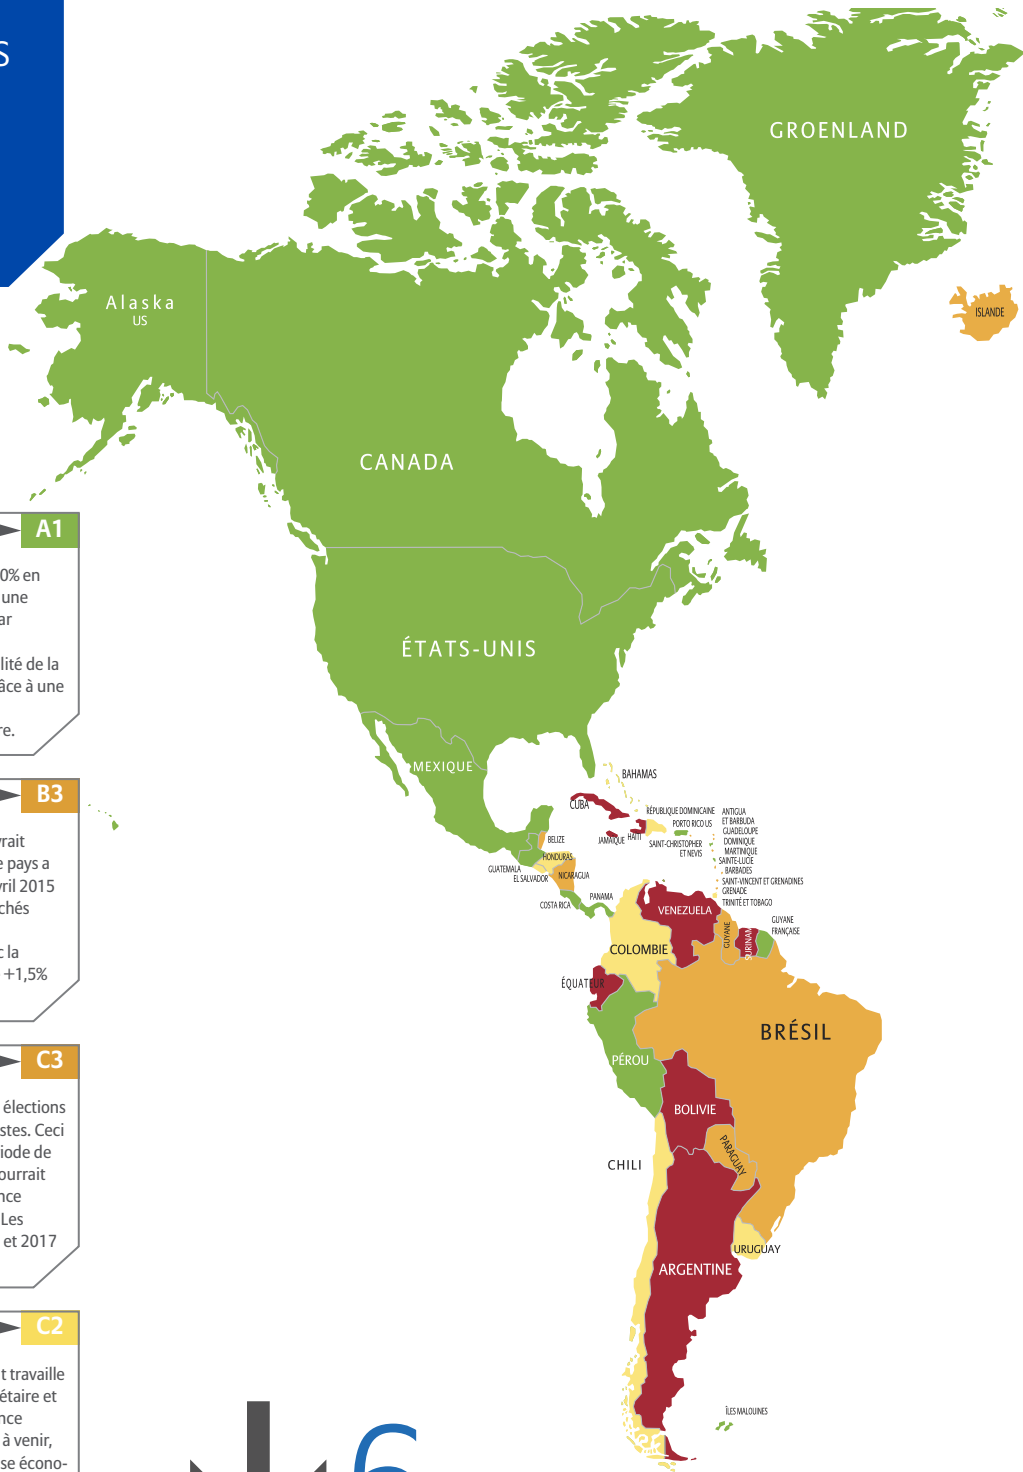 S
GROENLAND
ISLANDE
Alaska
US
CANADA
ÉTATS-UNIS
MEXIQUE
BAHAMAS
CUBA
RÉPUBLIQUE DOMINICAINE
PORTO RICO US
JAMAÏQUE
HAÏTI
SAINT-CHRISTOPHER
ET NEVIS
ANTIGUA
ET BARBUDA
GUADELOUPE
DOMINIQUE
MARTINIQUE
SAINTE-LUCIE
BARBADES
SAINT-VINCENT ET GRENADINES
GRENADE
TRINITÉ ET TOBAGO
BELIZE
HONDURAS
GUATEMALA
EL SALVADOR
NICARAGUA
COSTA RICA
PANAMA
VENEZUELA
GUYANE
SURINAM
GUYANE
FRANÇAISE
COLOMBIE
ÉQUATEUR
BRÉSIL
PÉROU
BOLIVIE
PARAGUAY
CHILI
URUGUAY
ARGENTINE
ÎLES MALOUINES
A1
0% en
une
ar
lité de la
âce à une
re.
B3
rait
e pays a
ril 2015
chés
c la
+1,5%
C3
élections
stes. Ceci
iode de
ourrait
nce
Les
et 2017
C2
t travaille
étaire et
nce
à venir,
se écono-
6